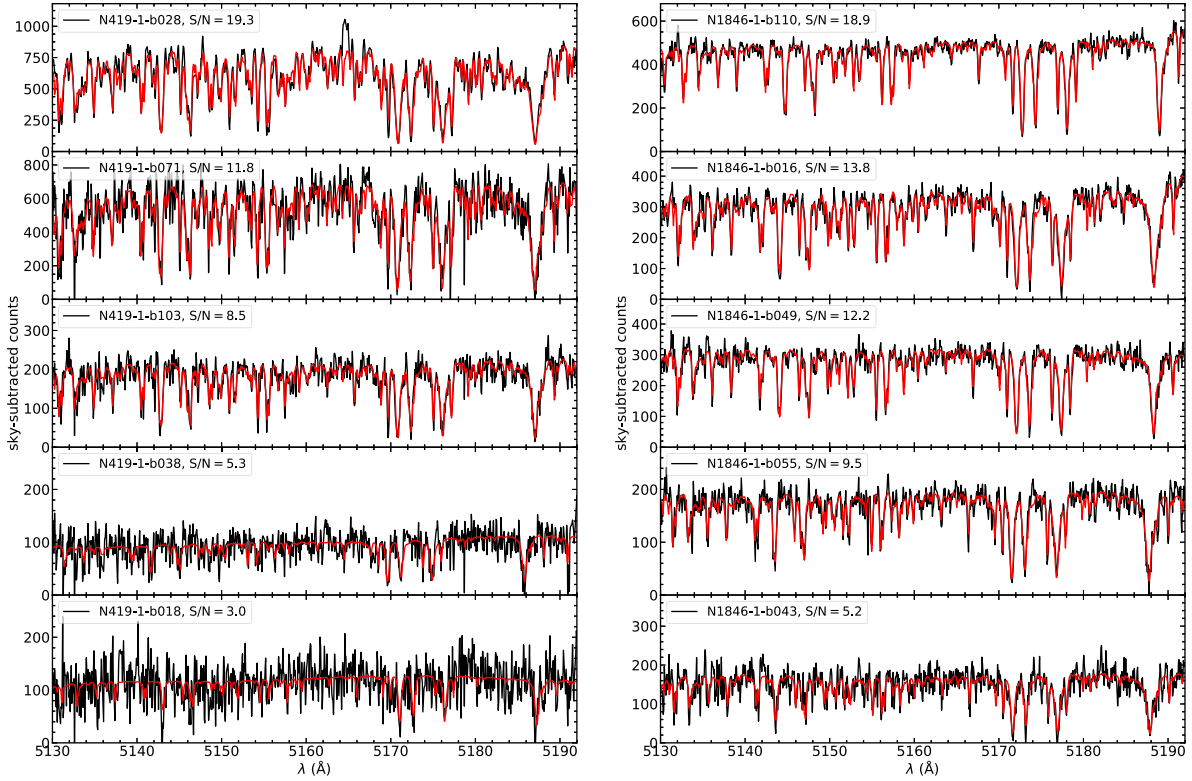 N419-1-b028, S/N = 19.3
1000
750
500
250
0
N419-1-b071, S/N = 11.8
800
600
400
200
0
N419-1-b103, S/N = 8.5
200
100
0
N419-1-b038, S/N = 5.3
200
100
0
N419-1-b018, S/N = 3.0
200
100
0
5130 5140 5150 5160 5170 5180 5190
λ (Å)
sky-subtracted counts
N1846-1-b110, S/N = 18.9
600
400
200
0
N1846-1-b016, S/N = 13.8
400
300
200
100
0
N1846-1-b049, S/N = 12.2
400
300
200
100
0
N1846-1-b055, S/N = 9.5
200
100
0
N1846-1-b043, S/N = 5.2
300
200
100
0
5130 5140 5150 5160 5170 5180 5190
λ (Å)
sky-subtracted counts